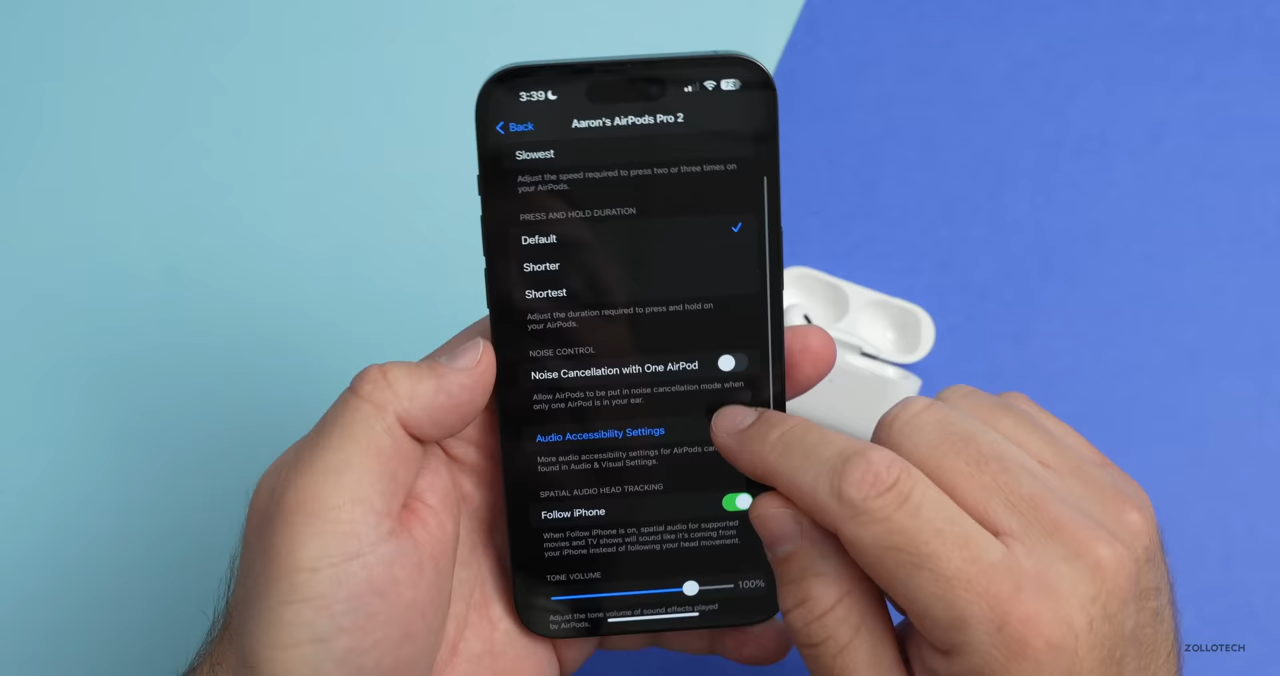 3:39
73
Back
Aaron's AirPods Pro 2
Slowest
Adjust the speed required to press two or three times on
your AirPods.
PRESS AND HOLD DURATION
Default
Shorter
Shortest
Adjust the duration required to press and hold on
your AirPods.
NOISE CONTROL
Noise Cancellation with One AirPod
Allow AirPods to be put in noise cancellation mode when
only one AirPod is in your ear.
Audio Accessibility Settings
More audio accessibility settings for AirPods can
found in Audio & Visual Settings.
SPATIAL AUDIO HEAD TRACKING
Follow iPhone
When Follow iPhone is on, spatial audio for supported
movies and TV shows will sound like it's coming from
your iPhone instead of following your head movement.
TONE VOLUME
100%
Adjust the tone volume of sound effects played
by AirPods.
ZOLLOTECH